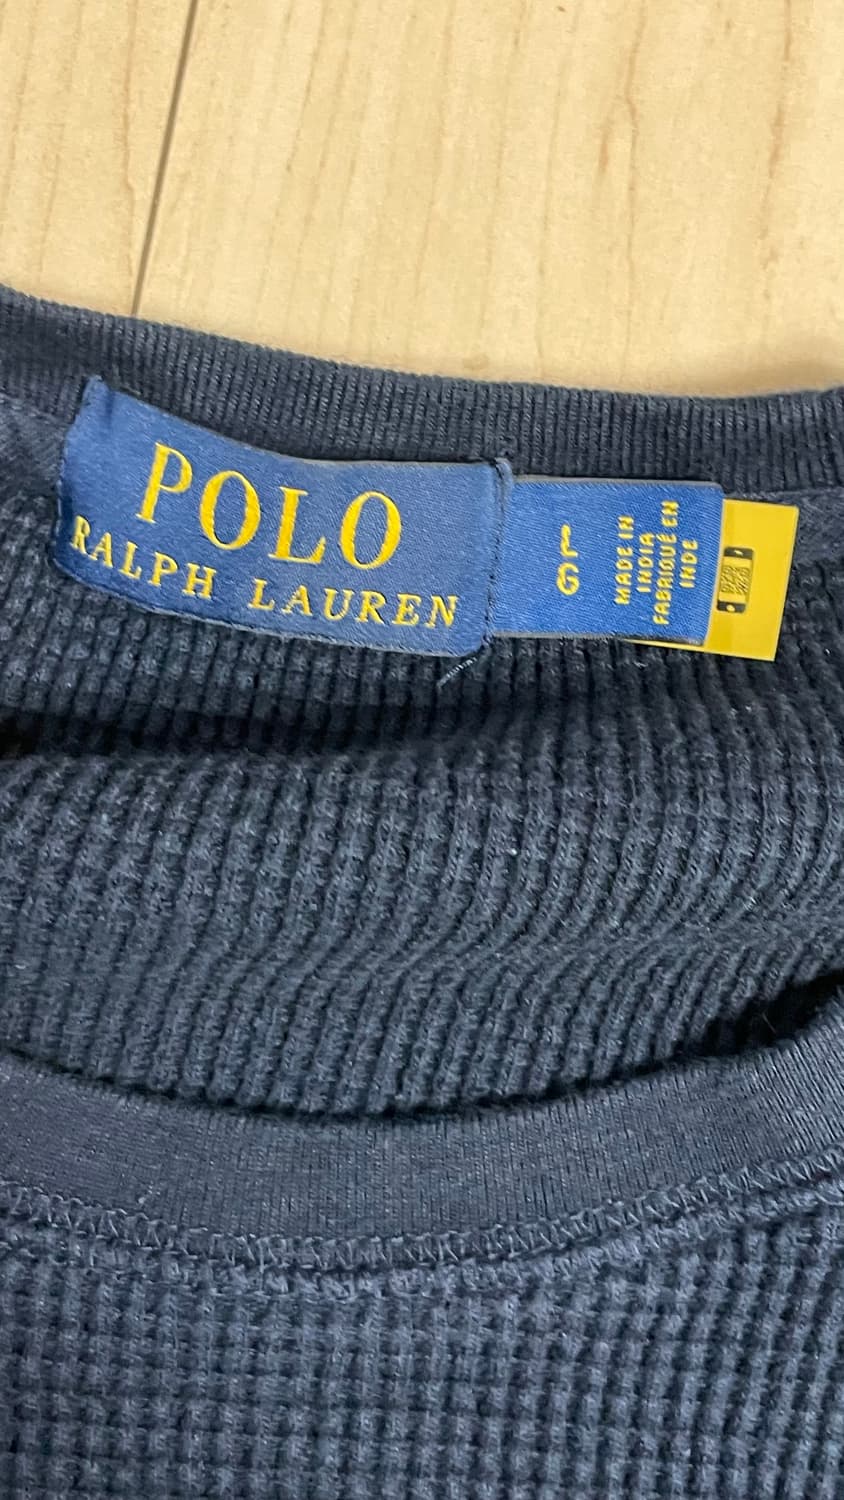 POLO
RALPH LAUREN
L
G
MADE IN
INDIA
FABRIQUÉ EN
INDE